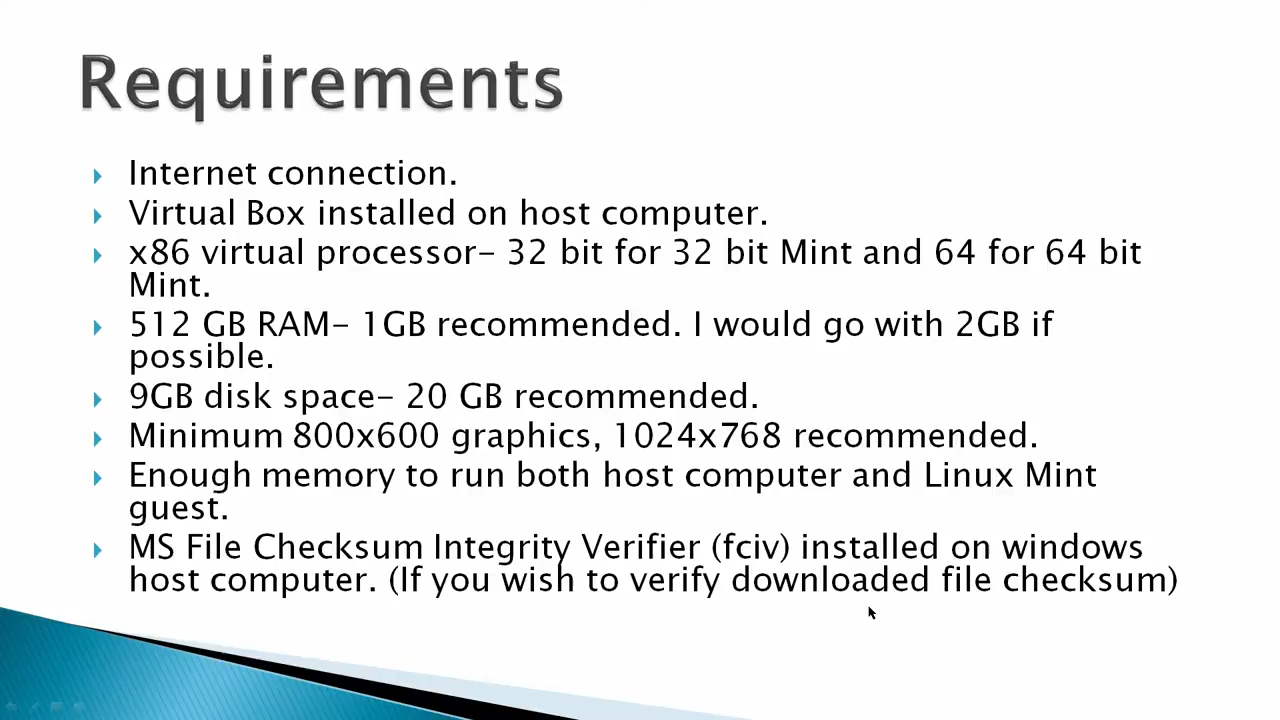 Requirements
Internet connection.
Virtual Box installed on host computer.
x86 virtual processor- 32 bit for 32 bit Mint and 64 for 64 bit
Mint.
512 GB RAM- 1GB recommended. I would go with 2GB if
possible.
9GB disk space- 20 GB recommended.
Minimum 800x600 graphics, 1024x768 recommended.
Enough memory to run both host computer and Linux Mint
guest.
MS File Checksum Integrity Verifier (fciv) installed on windows
host computer. (If you wish to verify downloaded file checksum)